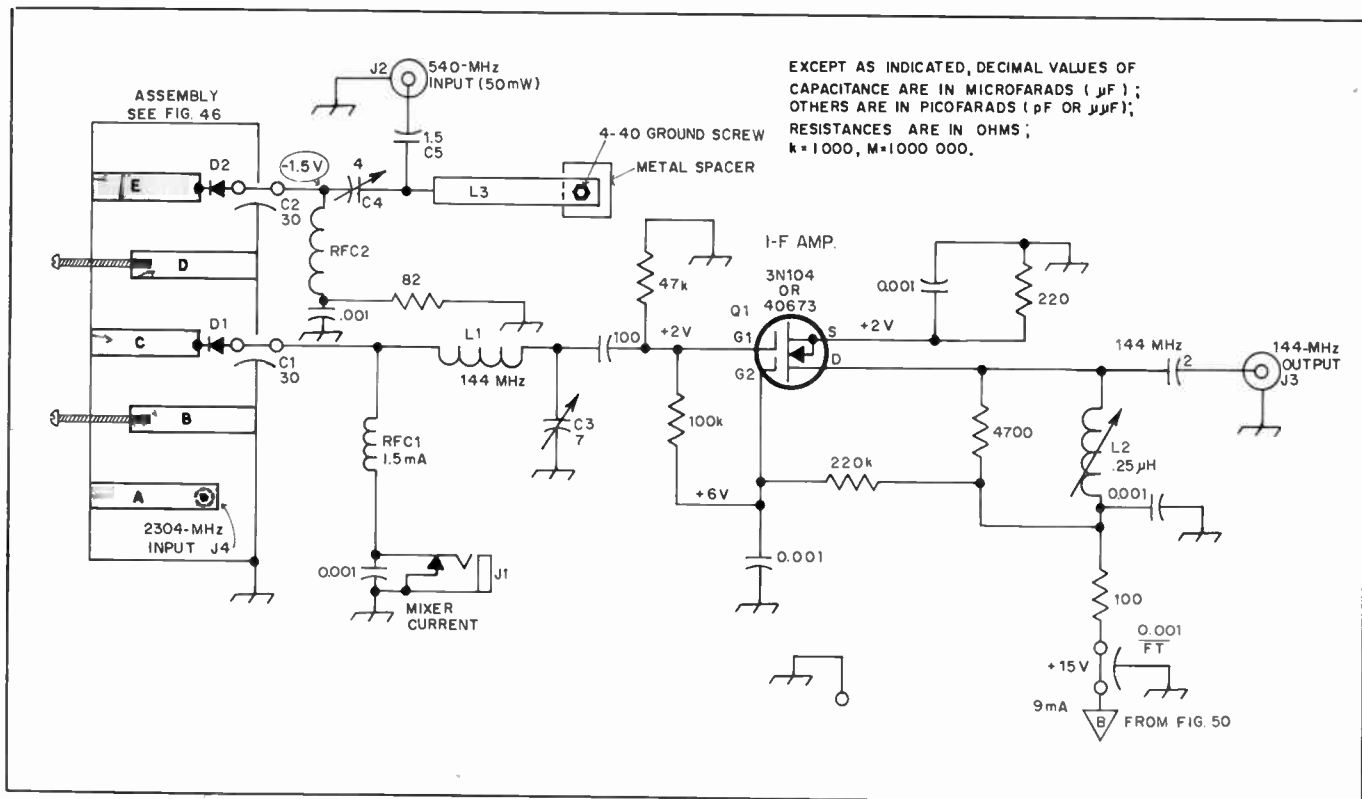 ASSEMBLY
SEE FIG. 46
J2
540-MHz
INPUT (50mW)
EXCEPT AS INDICATED, DECIMAL VALUES OF
CAPACITANCE ARE IN MICROFARADS (µF);
OTHERS ARE IN PICOFARADS (pF OR µµF);
RESISTANCES ARE IN OHMS;
k=1000, M=1000 000.
1.5
C5
4-40 GROUND SCREW
METAL SPACER
E
D2
-1.5V
4
C4
L3
C2
30
D
RFC2
82
.001
47k
I-F AMP.
3N104
OR
40673
Q1
0.001
220
C
D1
C1
30
L1
144 MHz
100
+2V
G1
G2
S
D
+2V
144 MHz
2
144-MHz
OUTPUT
J3
B
RFC1
1.5mA
C3
7
100k
4700
L2
.25µH
220k
0.001
+6V
A
2304-MHz
INPUT J4
0.001
J1
MIXER
CURRENT
0.001
100
0.001
FT
+15V
9mA
B
FROM FIG. 50